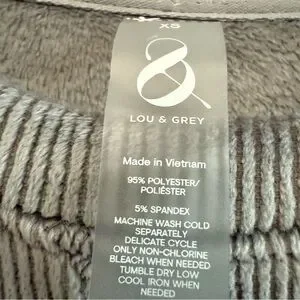 XS
&
LOU & GREY
Made in Vietnam
95% POLYESTER/
POLIÉSTER
5% SPANDEX
MACHINE WASH COLD
SEPARATELY
DELICATE CYCLE
ONLY NON-CHLORINE
BLEACH WHEN NEEDED
TUMBLE DRY LOW
COOL IRON WHEN
NEEDED